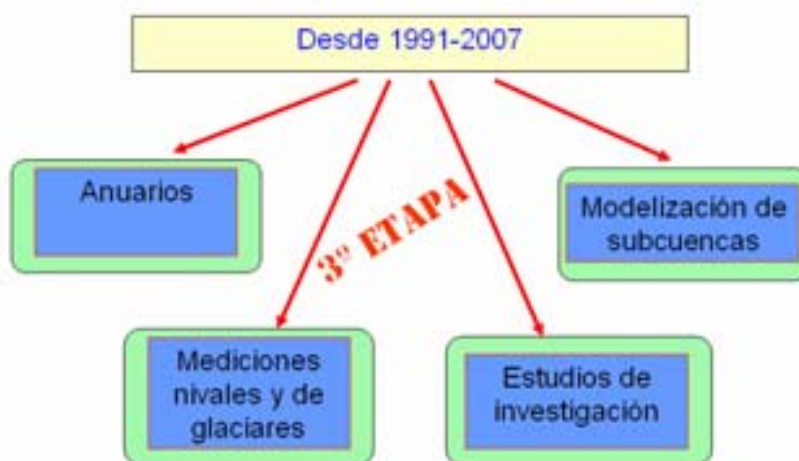 Desde 1991-2007
Anuarios
3º ETAPA
Modelización de
subcuencas
Mediciones
nivales y de
glaciares
Estudios de
investigación